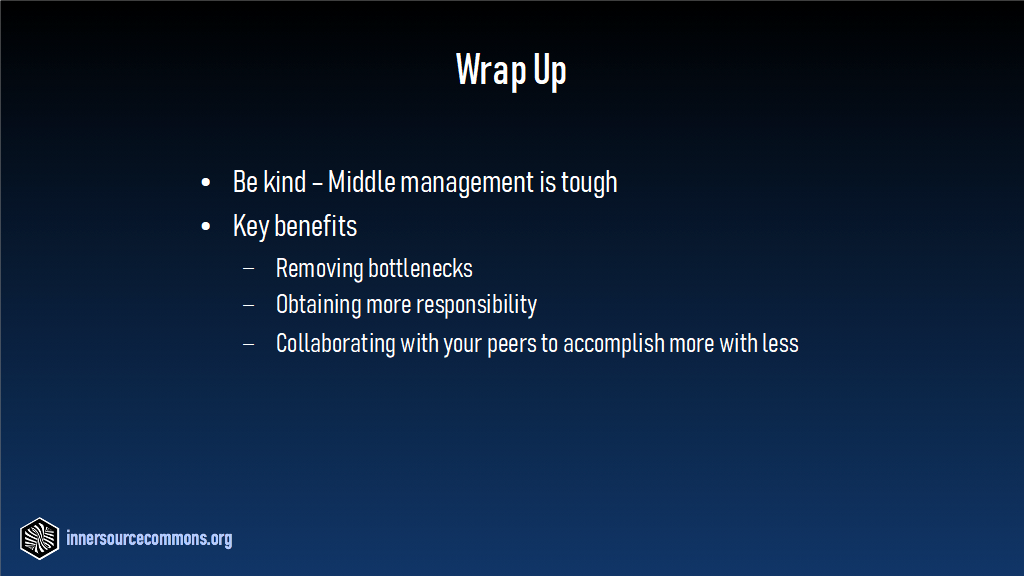 Wrap Up
• Be kind – Middle management is tough
• Key benefits
– Removing bottlenecks
– Obtaining more responsibility
– Collaborating with your peers to accomplish more with less
innersourcecommons.org